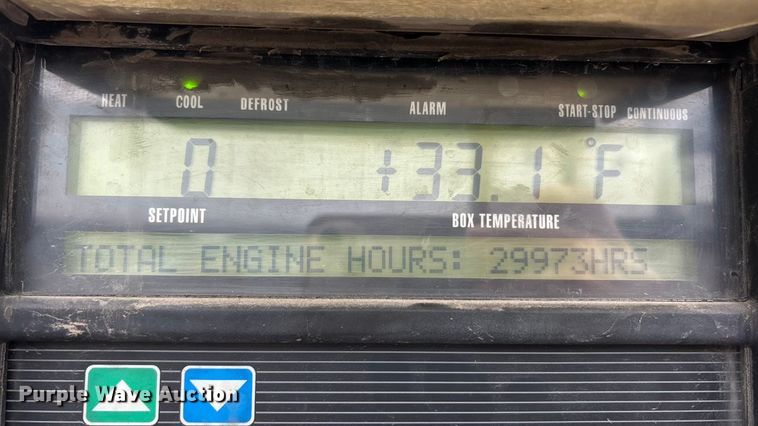 HEAT COOL DEFROST ALARM START-STOP CONTINUOUS
0 +33.1 °F
SETPOINT BOX TEMPERATURE
TOTAL ENGINE HOURS: 29973HRS
Purple Wave Auction